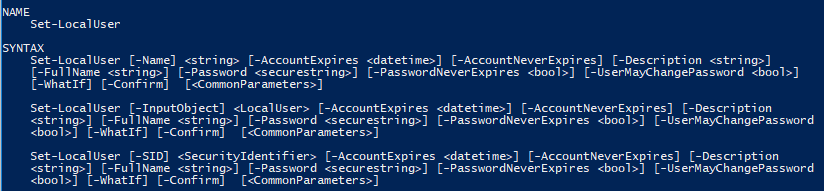 NAME
Set-LocalUser
SYNTAX
Set-LocalUser [-Name] <string> [-AccountExpires <datetime>] [-AccountNeverExpires] [-Description <string>]
[-FullName <string>] [-Password <securestring>] [-PasswordNeverExpires <bool>] [-UserMayChangePassword <bool>]
[-WhatIf] [-Confirm]  [<CommonParameters>]
Set-LocalUser [-InputObject] <LocalUser> [-AccountExpires <datetime>] [-AccountNeverExpires] [-Description
<string>] [-FullName <string>] [-Password <securestring>] [-PasswordNeverExpires <bool>] [-UserMayChangePassword
<bool>] [-WhatIf] [-Confirm]  [<CommonParameters>]
Set-LocalUser [-SID] <SecurityIdentifier> [-AccountExpires <datetime>] [-AccountNeverExpires] [-Description
<string>] [-FullName <string>] [-Password <securestring>] [-PasswordNeverExpires <bool>] [-UserMayChangePassword
<bool>] [-WhatIf] [-Confirm]  [<CommonParameters>]